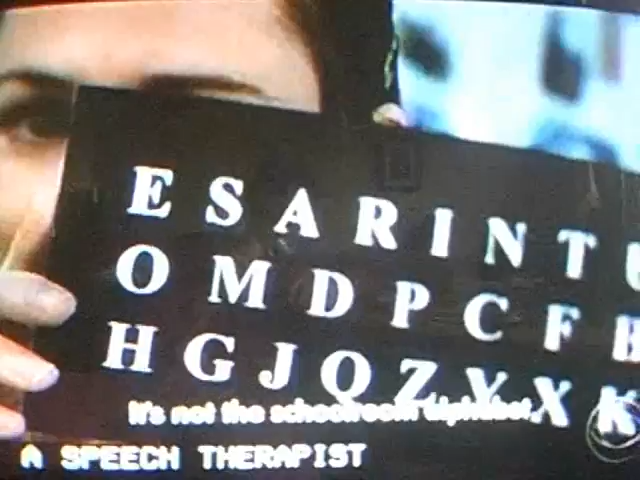 E S A R I N T U
O M D P C F B
H G J Q Z Y X K
It's not the schoolroom alphabet.
A SPEECH THERAPIST